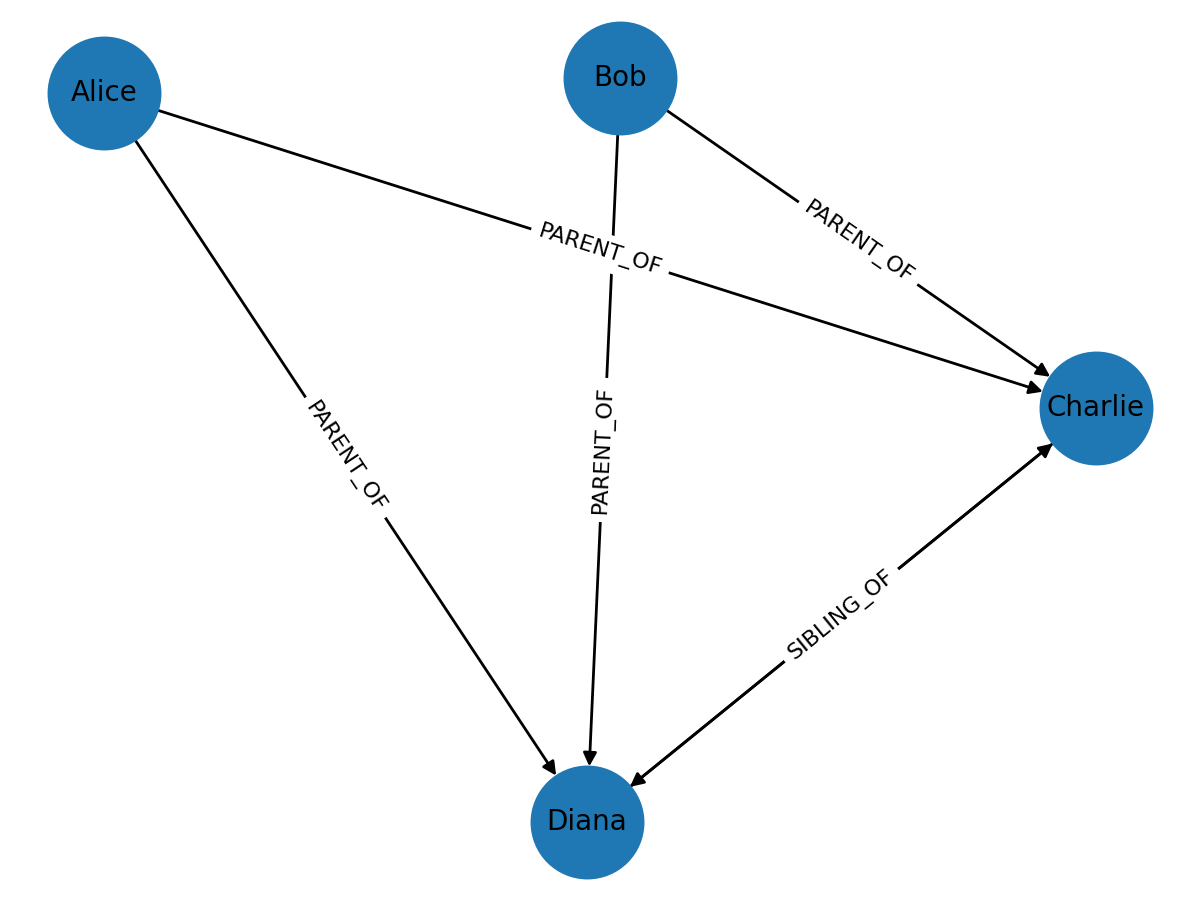 Alice
Bob
PARENT_OF
PARENT_OF
Charlie
PARENT_OF
PARENT_OF
SIBLING_OF
Diana